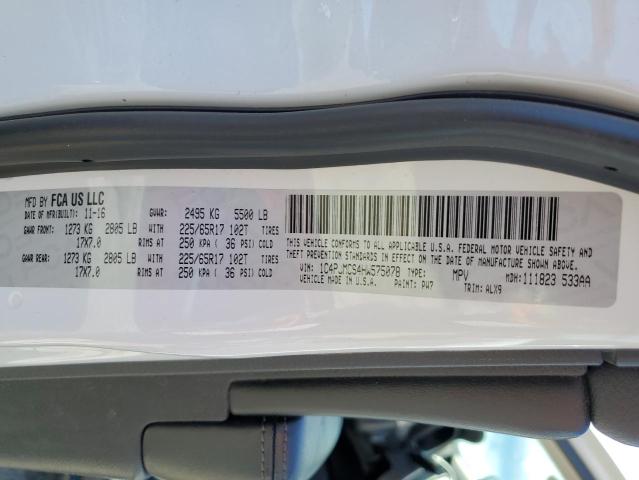 MFD BY FCA US LLC
DATE OF MFR(BUILT): 11-16 GVWR: 2495 KG 5500 LB
GAWR FRONT: 1273 KG 2805 LB WITH 225/65R17 102T TIRES
17X7.0 RIMS AT 250 KPA ( 36 PSI) COLD
GAWR REAR: 1273 KG 2805 LB WITH 225/65R17 102T TIRES
17X7.0 RIMS AT 250 KPA ( 36 PSI) COLD
THIS VEHICLE CONFORMS TO ALL APPLICABLE U.S.A. FEDERAL MOTOR VEHICLE SAFETY, BUMPER AND
THEFT PREVENTION STANDARDS IN EFFECT ON THE DATE OF MANUFACTURE SHOWN ABOVE.
VIN: 1C4PJMCS4HW575078 TYPE: MPV MDH: 111823 533AA
VEHICLE MADE IN U.S.A. PAINT: PW7 TRIM: ALX9